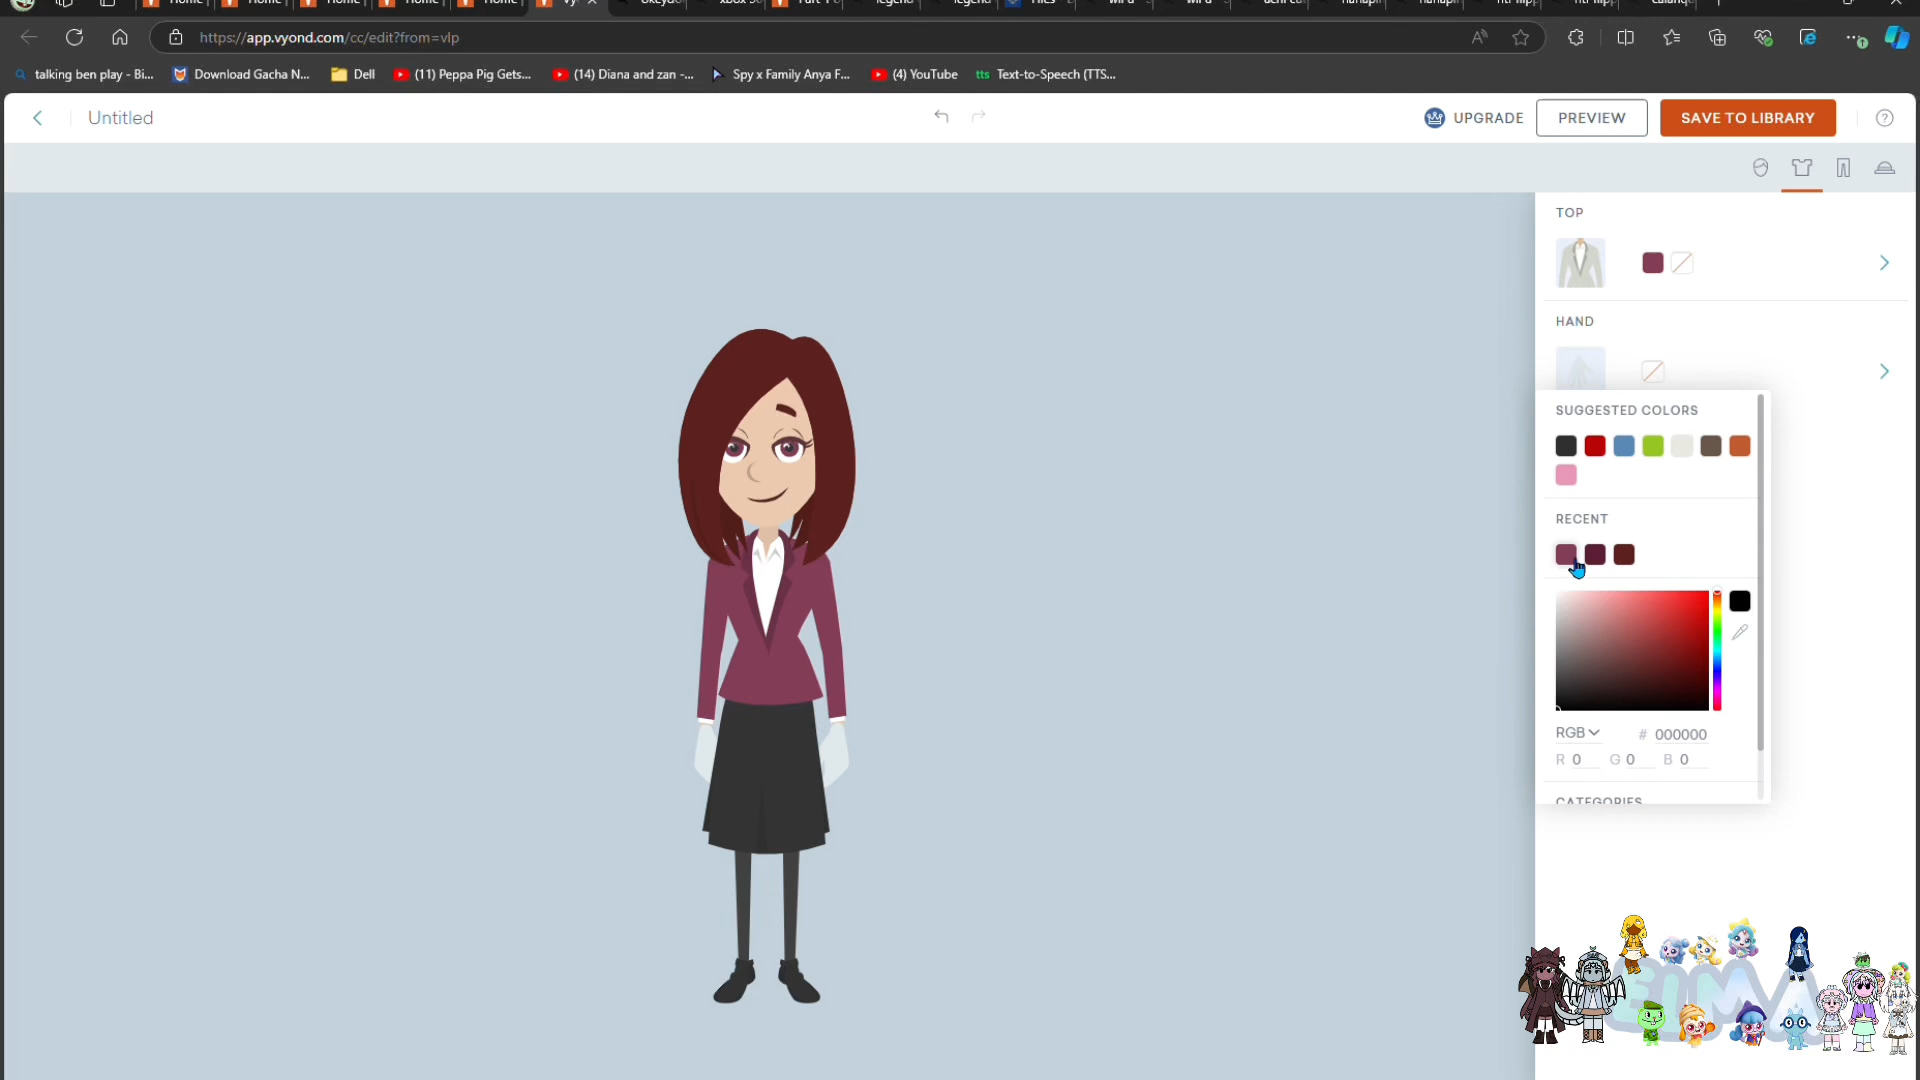 https://app.vyond.com/cc/edit?from=vlp
talking ben play - Bi...
Download Gacha N...
Dell
(11) Peppa Pig Gets...
(14) Diana and zan -...
Spy x Family Anya F...
(4) YouTube
tts Text-to-Speech (TTS...
Untitled
UPGRADE
PREVIEW
SAVE TO LIBRARY
TOP
HAND
SUGGESTED COLORS
RECENT
RGB
# 000000
R 0 G 0 B 0
CATEGORIES